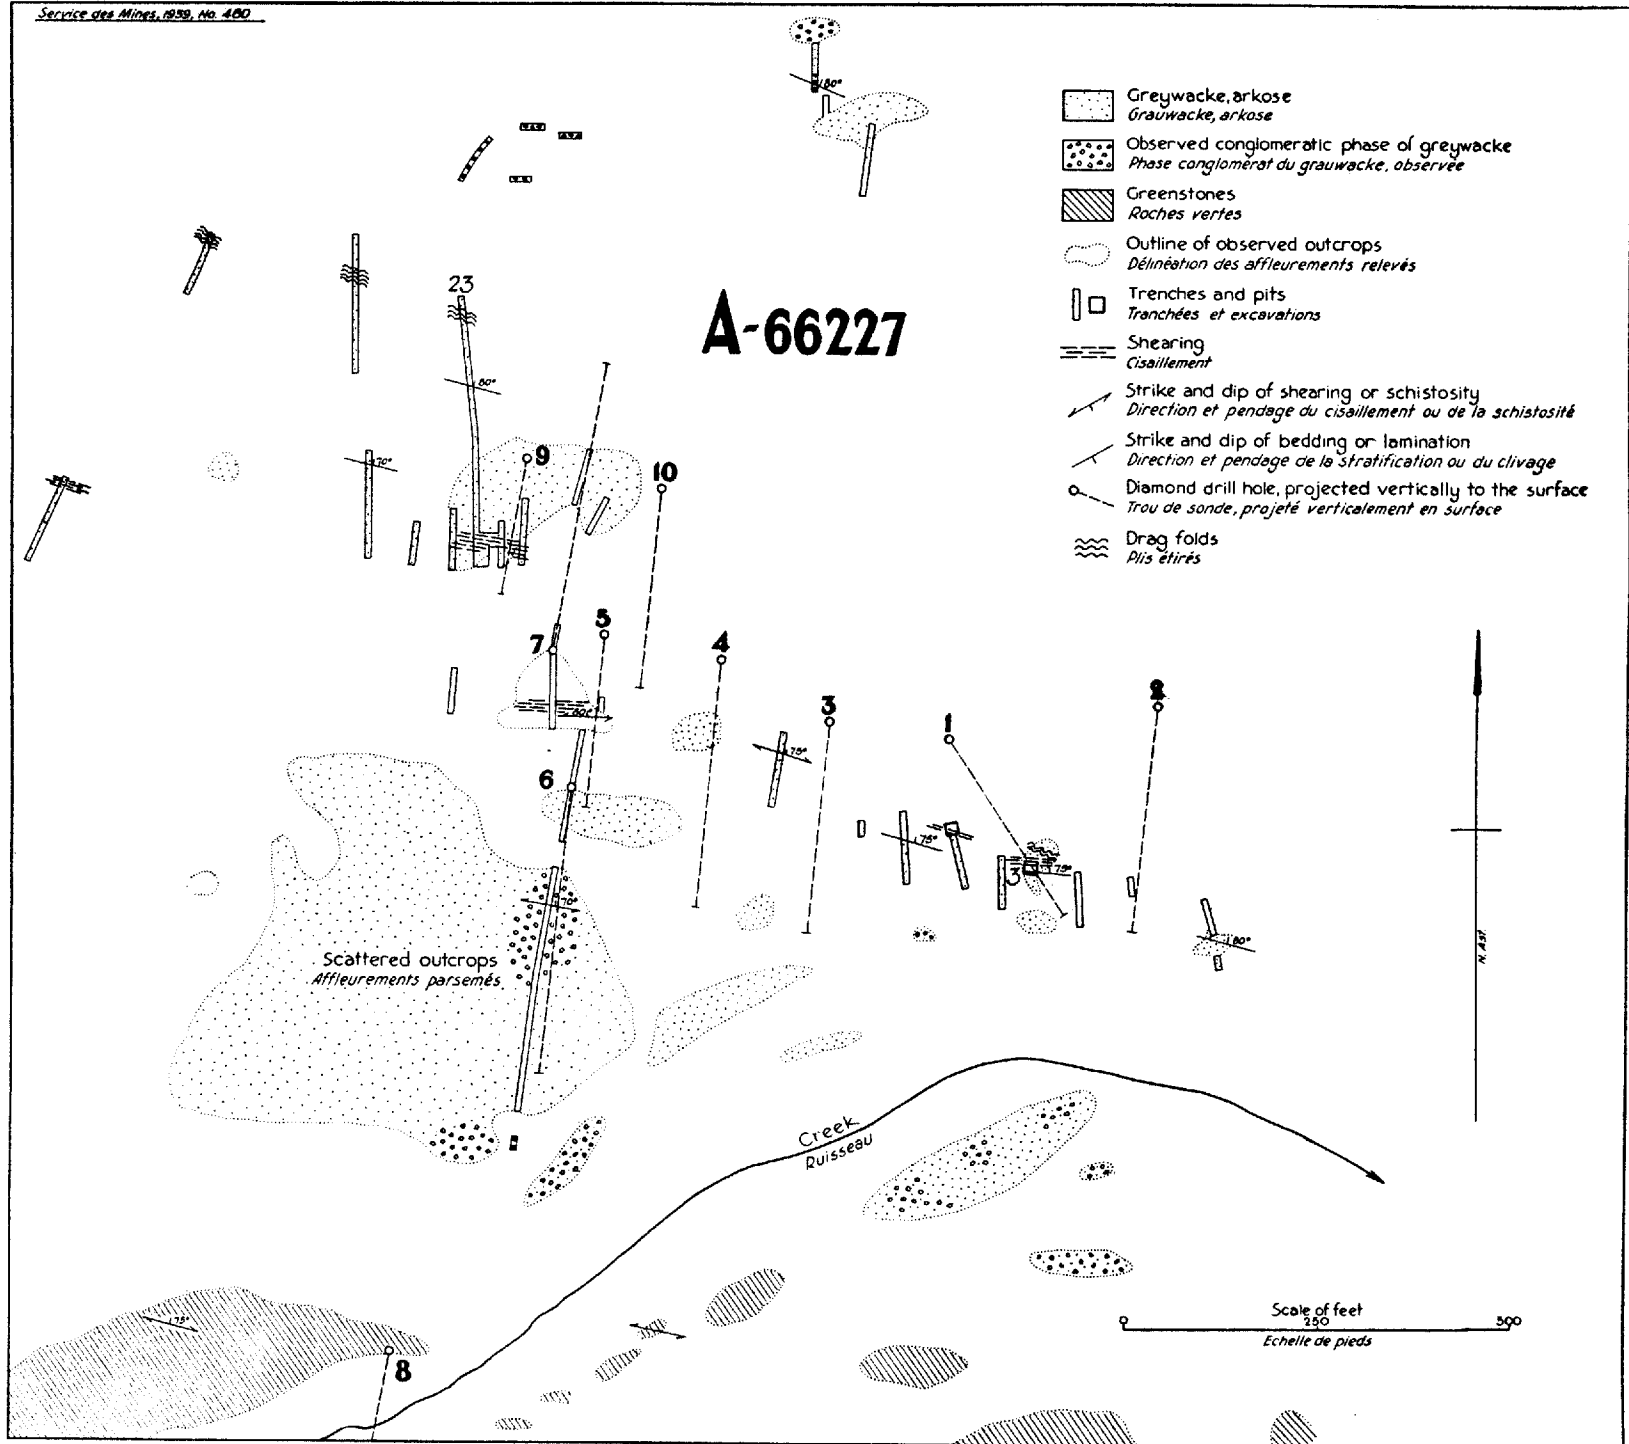 Service des Mines, 1939, No. 460
Greywacke, arkose
Grauwacke, arkose
Observed conglomeratic phase of greywacke
Phase conglomérat du grauwacke, observée
Greenstones
Roches vertes
Outline of observed outcrops
Délinéation des affleurements relevés
Trenches and pits
Tranchées et excavations
Shearing
Cisaillement
Strike and dip of shearing or schistosity
Direction et pendage du cisaillement ou de la schistosité
Strike and dip of bedding or lamination
Direction et pendage de la stratification ou du clivage
Diamond drill hole, projected vertically to the surface
Trou de sonde, projeté verticalement en surface
Drag folds
Plis étirés
80°
23
A-66227
80°
70°
9
10
7
5
4
80°
3
1
2
75°
6
75°
3
75°
70°
80°
N. Ast.
Scattered outcrops
Affleurements parsemés
Creek
Ruisseau
75°
8
Scale of feet
0 250 500
Echelle de pieds